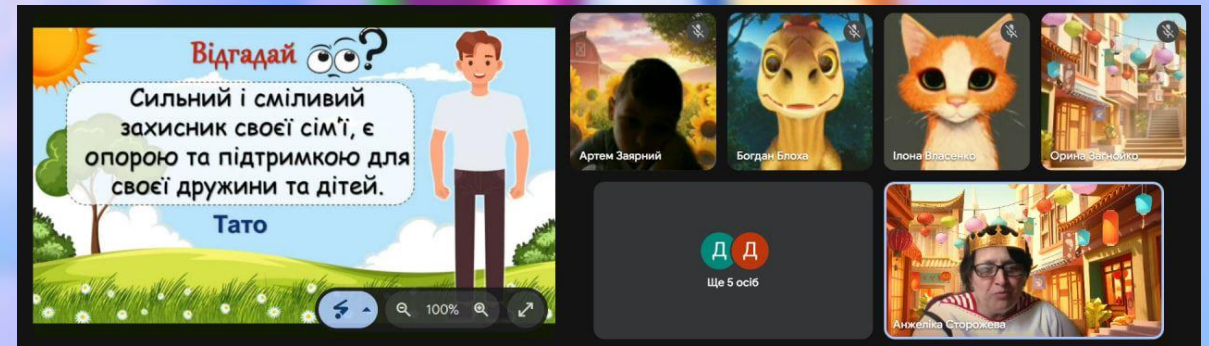 Відгадай ?
Сильний і сміливий
захисник своєї сім'ї, є
опорою та підтримкою для
своєї дружини та дітей.
Тато
100%
Артем Заярний
Богдан Блоха
Ілона Власенко
Орина Загнойко
Д Д
Ще 5 осіб
Анжеліка Сторожева